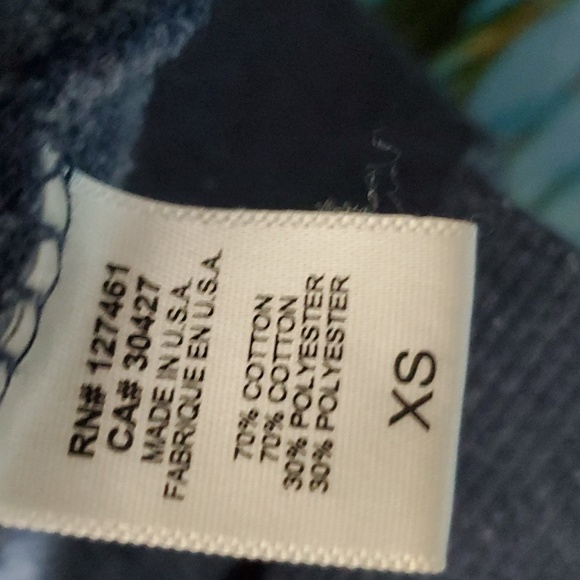 RN# 127461
CA# 30427
MADE IN U.S.A.
FABRIQUE EN U.S.A.
70% COTTON
70% COTTON
30% POLYESTER
30% POLYESTER
XS